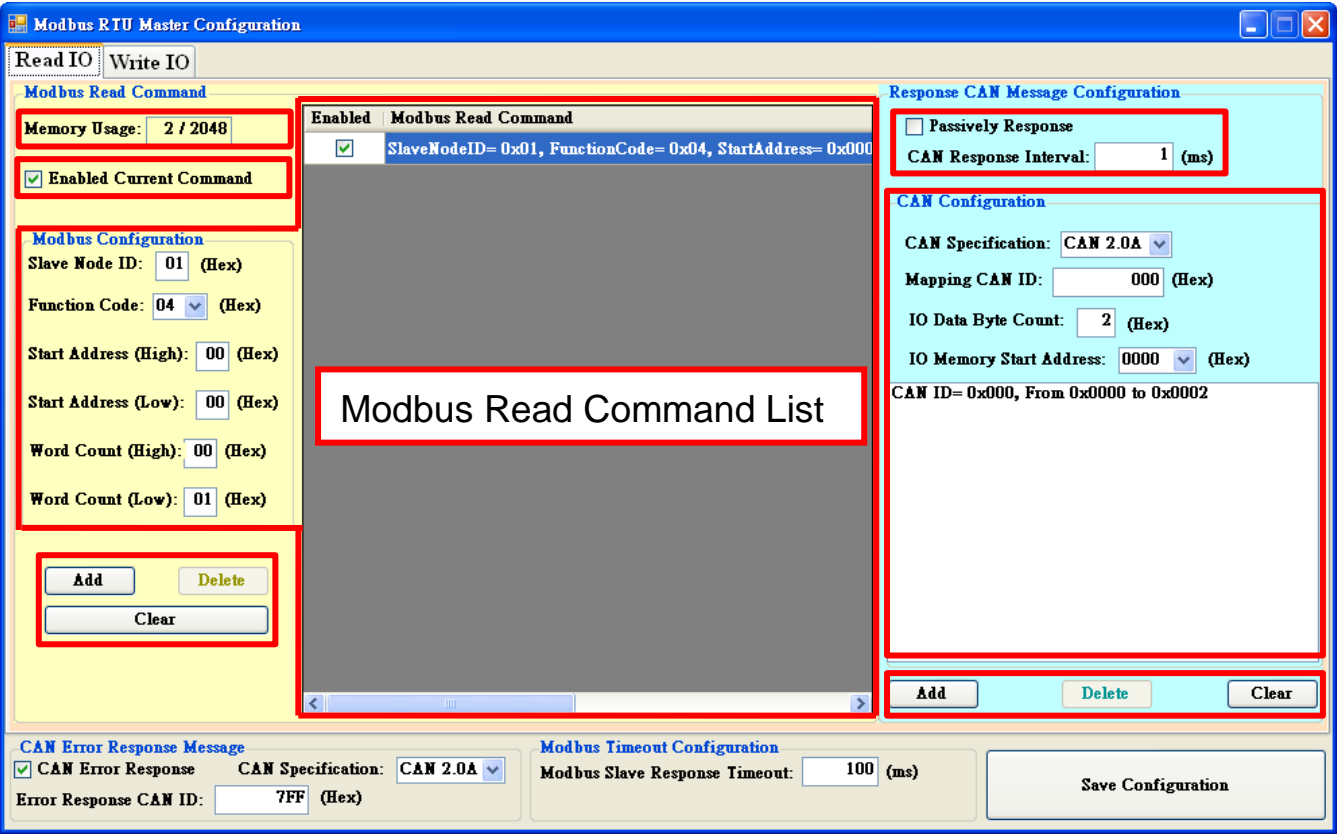 Modbus RTU Master Configuration
Read IO
Write IO
Modbus Read Command
Memory Usage: 2 / 2048
Enabled Current Command
Modbus Configuration
Slave Node ID: 01 (Hex)
Function Code: 04 (Hex)
Start Address (High): 00 (Hex)
Start Address (Low): 00 (Hex)
Word Count (High): 00 (Hex)
Word Count (Low): 01 (Hex)
Add
Delete
Clear
Enabled
Modbus Read Command
SlaveNodeID= 0x01, FunctionCode= 0x04, StartAddress= 0x000
Modbus Read Command List
Response CAN Message Configuration
Passively Response
CAN Response Interval: 1 (ms)
CAN Configuration
CAN Specification: CAN 2.0A
Mapping CAN ID: 000 (Hex)
IO Data Byte Count: 2 (Hex)
IO Memory Start Address: 0000 (Hex)
CAN ID= 0x000, From 0x0000 to 0x0002
Add
Delete
Clear
CAN Error Response Message
CAN Error Response
CAN Specification: CAN 2.0A
Error Response CAN ID: 7FF (Hex)
Modbus Timeout Configuration
Modbus Slave Response Timeout: 100 (ms)
Save Configuration